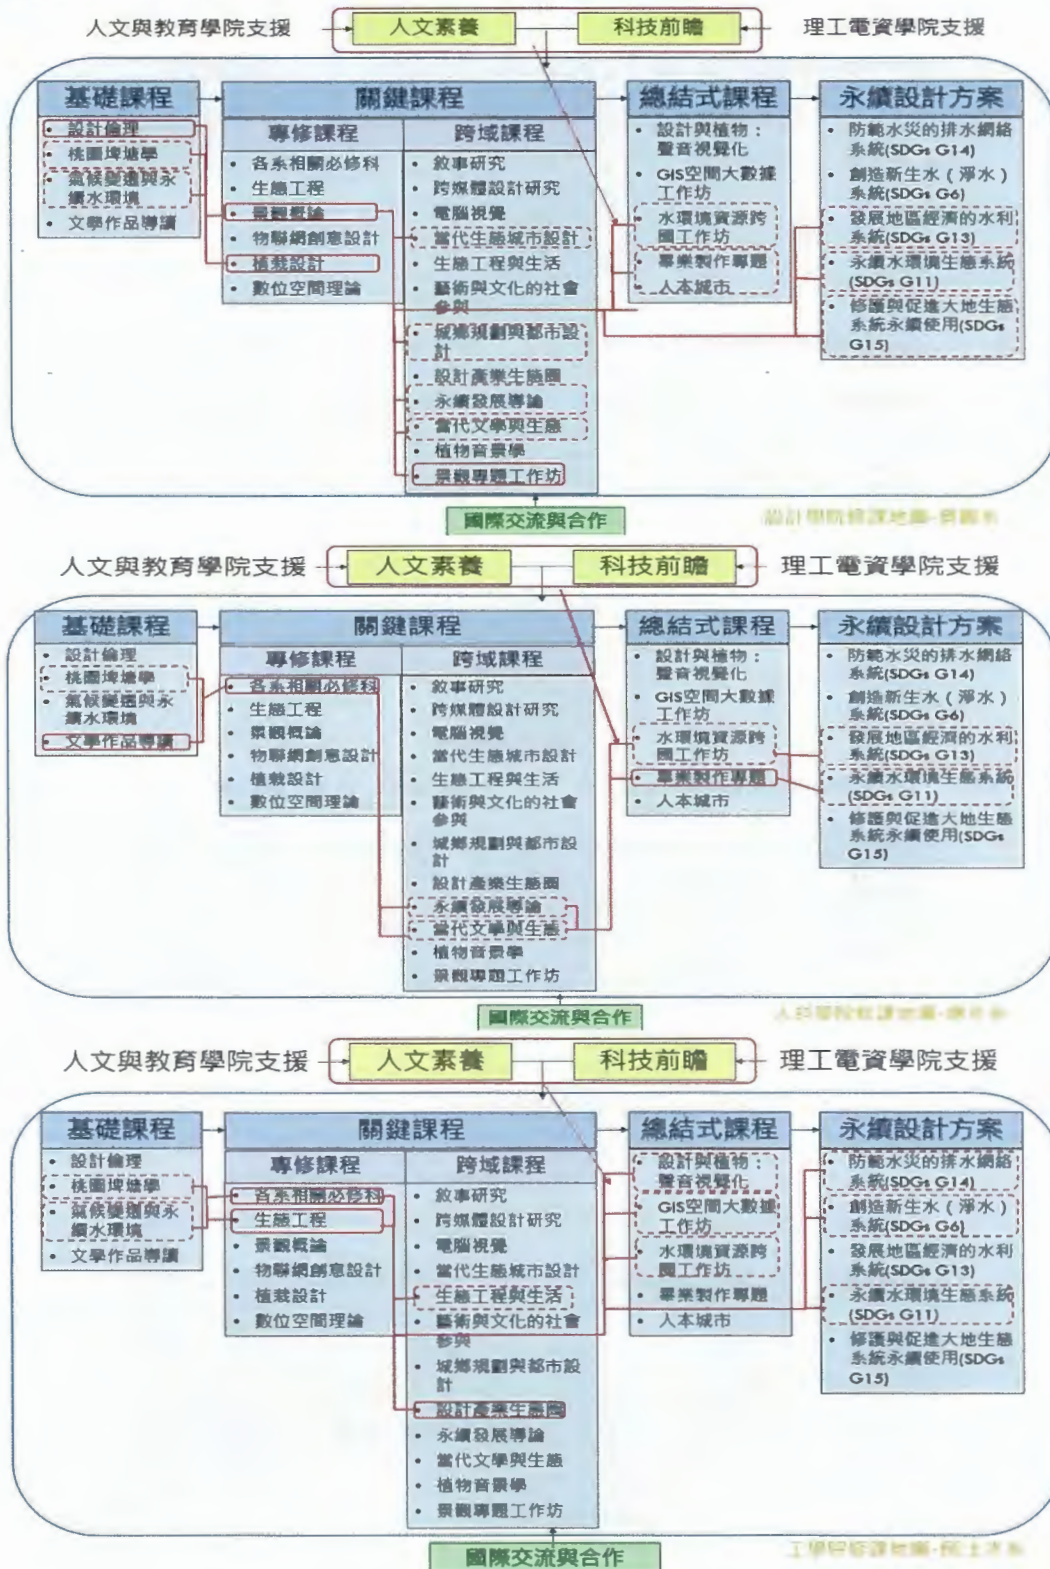 人文與教育學院支援
人文素養
科技前瞻
理工電資學院支援
基礎課程
設計倫理
桃園埤塘學
氣候變遷與永
續水環境
文學作品導讀
關鍵課程
專修課程
各系相關必修科
生態工程
景觀概論
物聯網創意設計
植栽設計
數位空間理論
跨域課程
敘事研究
跨媒體設計研究
電腦視覺
當代生態城市設計
生態工程與生活
藝術與文化的社會
參與
城鄉規劃與都市設
計
設計產業生態圈
永續發展導論
當代文學與生態
植物音景學
景觀專題工作坊
總結式課程
設計與植物：
聲音視覺化
GIS空間大數據
工作坊
水環境資源跨
國工作坊
畢業製作專題
人本城市
永續設計方案
防範水災的排水網絡
系統(SDGs G14)
創造新生水（淨水）
系統(SDGs G6)
發展地區經濟的水利
系統(SDGs G13)
永續水環境生態系統
(SDGs G11)
修護與促進大地生態
系統永續使用(SDGs
G15)
國際交流與合作
設計學院修課地圖-景觀系
人文與教育學院支援
人文素養
科技前瞻
理工電資學院支援
基礎課程
設計倫理
桃園埤塘學
氣候變遷與永
續水環境
文學作品導讀
關鍵課程
專修課程
各系相關必修科
生態工程
景觀概論
物聯網創意設計
植栽設計
數位空間理論
跨域課程
敘事研究
跨媒體設計研究
電腦視覺
當代生態城市設計
生態工程與生活
藝術與文化的社會
參與
城鄉規劃與都市設
計
設計產業生態圈
永續發展導論
當代文學與生態
植物音景學
景觀專題工作坊
總結式課程
設計與植物：
聲音視覺化
GIS空間大數據
工作坊
水環境資源跨
國工作坊
畢業製作專題
人本城市
永續設計方案
防範水災的排水網絡
系統(SDGs G14)
創造新生水（淨水）
系統(SDGs G6)
發展地區經濟的水利
系統(SDGs G13)
永續水環境生態系統
(SDGs G11)
修護與促進大地生態
系統永續使用(SDGs
G15)
國際交流與合作
人文與教育學院支援
人文素養
科技前瞻
理工電資學院支援
基礎課程
設計倫理
桃園埤塘學
氣候變遷與永
續水環境
文學作品導讀
關鍵課程
專修課程
各系相關必修科
生態工程
景觀概論
物聯網創意設計
植栽設計
數位空間理論
跨域課程
敘事研究
跨媒體設計研究
電腦視覺
當代生態城市設計
生態工程與生活
藝術與文化的社會
參與
城鄉規劃與都市設
計
設計產業生態圈
永續發展導論
當代文學與生態
植物音景學
景觀專題工作坊
總結式課程
設計與植物：
聲音視覺化
GIS空間大數據
工作坊
水環境資源跨
國工作坊
畢業製作專題
人本城市
永續設計方案
防範水災的排水網絡
系統(SDGs G14)
創造新生水（淨水）
系統(SDGs G6)
發展地區經濟的水利
系統(SDGs G13)
永續水環境生態系統
(SDGs G11)
修護與促進大地生態
系統永續使用(SDGs
G15)
國際交流與合作